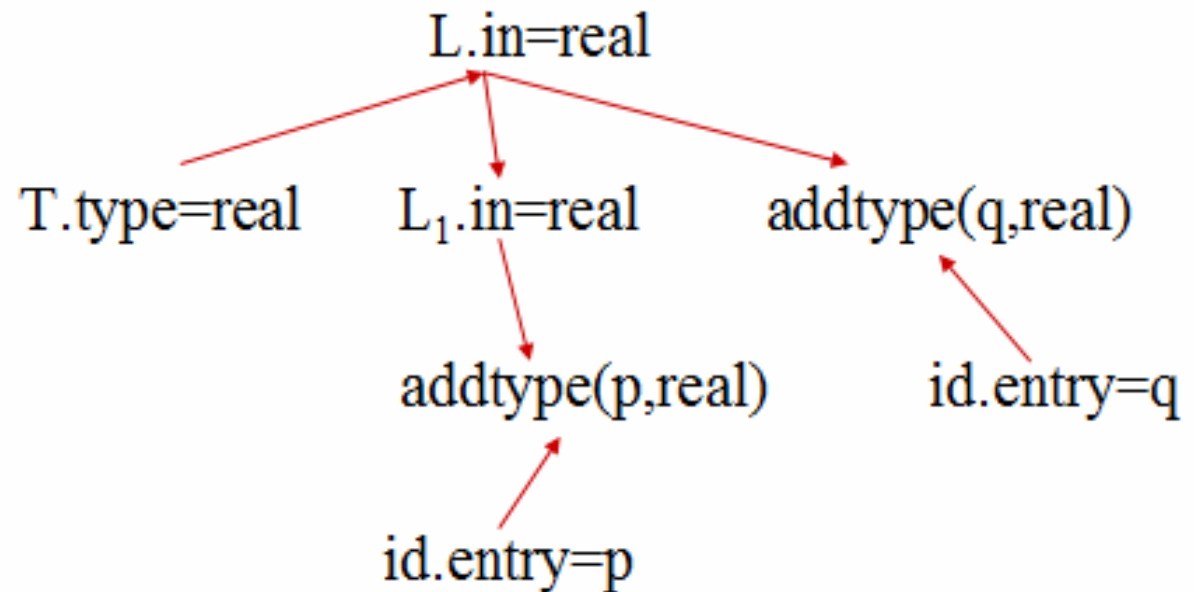 L.in=real
T.type=real L₁.in=real addtype(q,real)
addtype(p,real) id.entry=q
id.entry=p